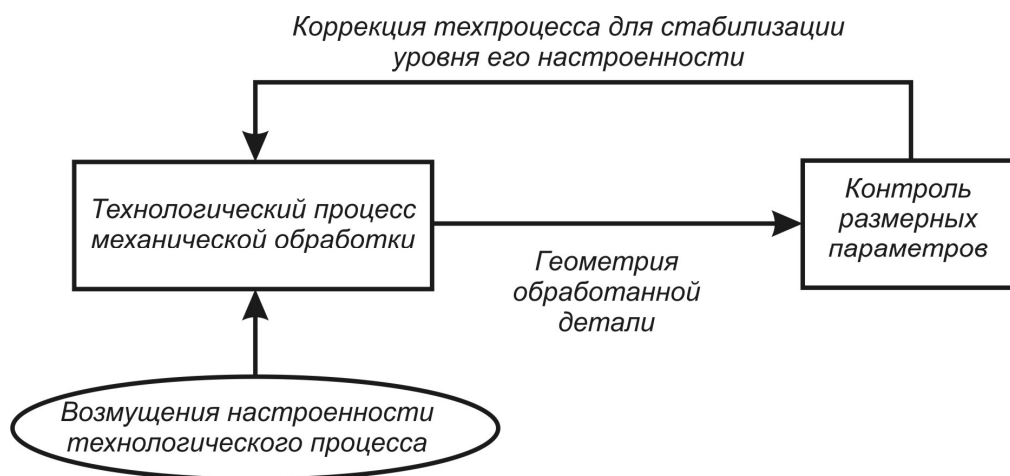 Коррекция техпроцесса для стабилизации
уровня его настроенности
Технологический процесс
механической обработки
Контроль
размерных
параметров
Геометрия
обработанной
детали
Возмущения настроенности
технологического процесса